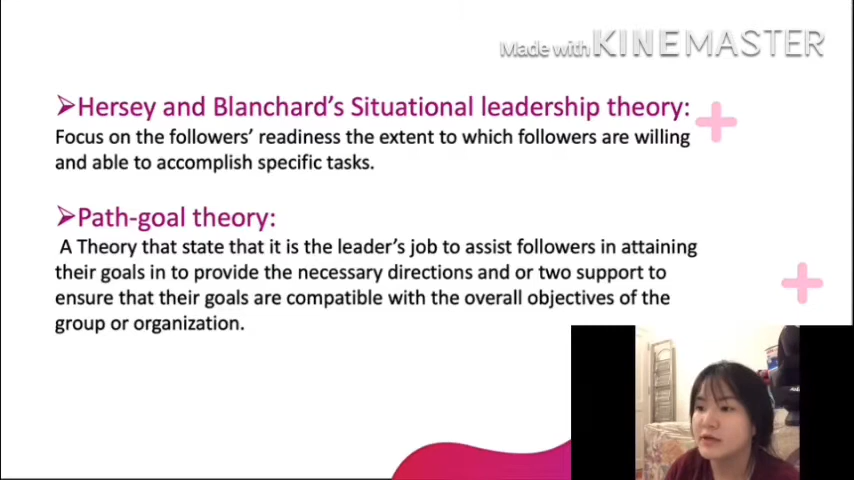 Made with KINEMASTER
➢Hersey and Blanchard's Situational leadership theory:
Focus on the followers' readiness the extent to which followers are willing
and able to accomplish specific tasks.
➢Path-goal theory:
A Theory that state that it is the leader's job to assist followers in attaining
their goals in to provide the necessary directions and or two support to
ensure that their goals are compatible with the overall objectives of the
group or organization.